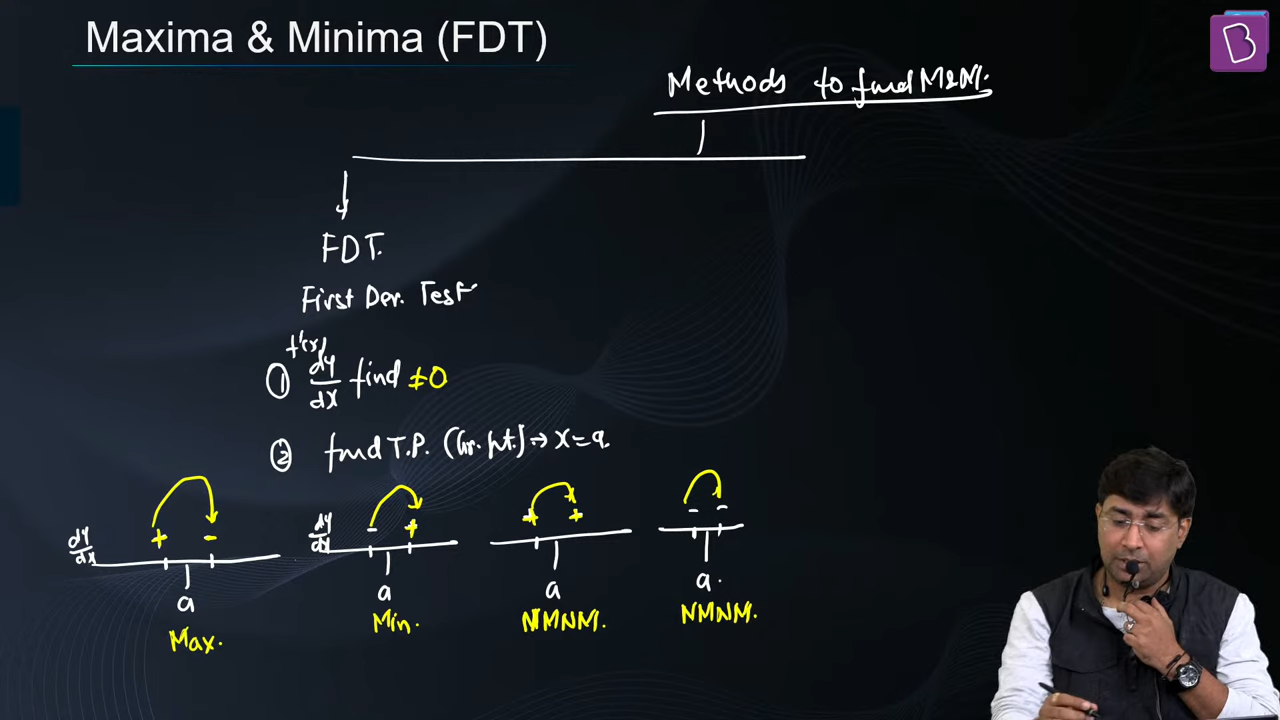 Maxima & Minima (FDT)
Methods to find M&M.
FDT.
First Der. Test
f'(x)
① dy/dx find =0
② find T.P. (Cr. pt.) → x=a
dy/dx + -
a
Max.
dy/dx - +
a
Min.
+ +
a
NMNM.
- -
a.
NMNM.
B